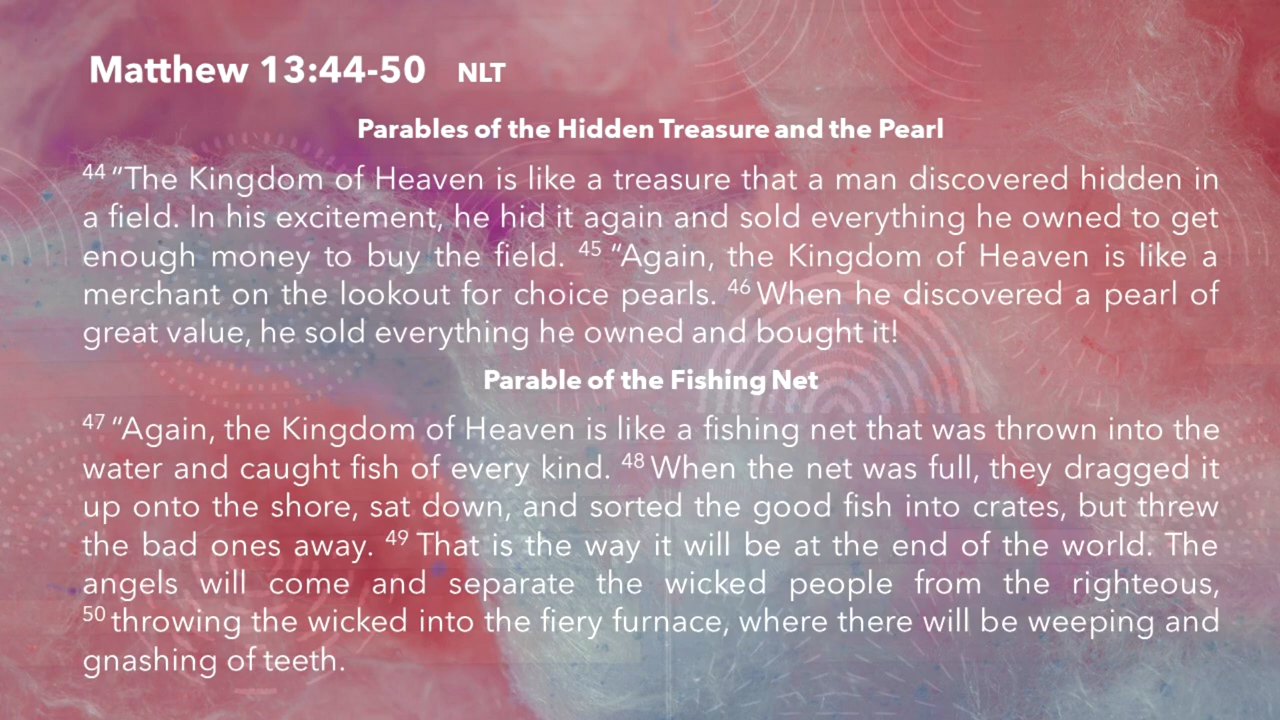 Matthew 13:44-50 NLT
Parables of the Hidden Treasure and the Pearl
44 “The Kingdom of Heaven is like a treasure that a man discovered hidden in
a field. In his excitement, he hid it again and sold everything he owned to get
enough money to buy the field. 45 “Again, the Kingdom of Heaven is like a
merchant on the lookout for choice pearls. 46 When he discovered a pearl of
great value, he sold everything he owned and bought it!
Parable of the Fishing Net
47 “Again, the Kingdom of Heaven is like a fishing net that was thrown into the
water and caught fish of every kind. 48 When the net was full, they dragged it
up onto the shore, sat down, and sorted the good fish into crates, but threw
the bad ones away. 49 That is the way it will be at the end of the world. The
angels will come and separate the wicked people from the righteous,
50 throwing the wicked into the fiery furnace, where there will be weeping and
gnashing of teeth.